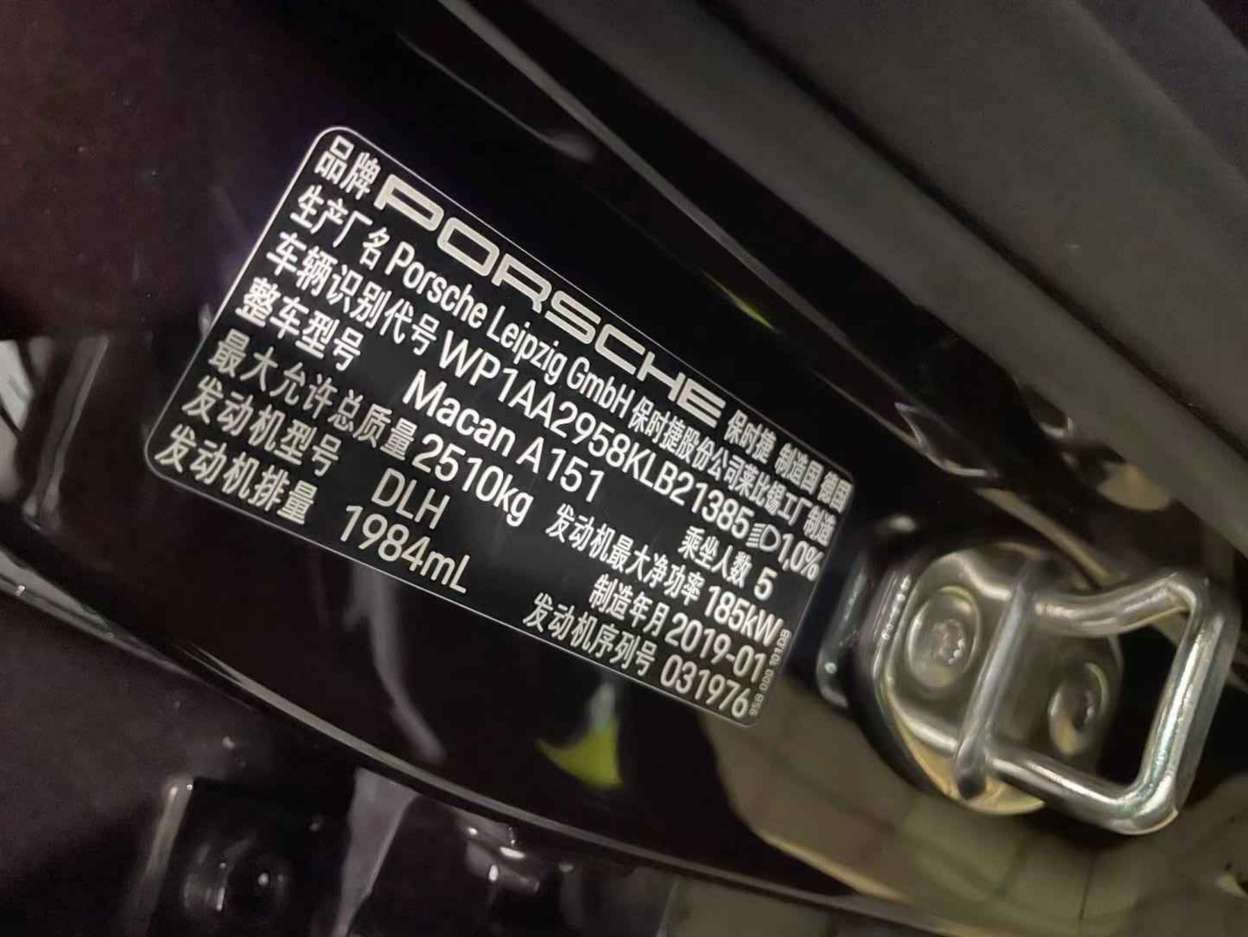 品牌 PORSCHE 保时捷 制造国 德国
生产厂名 Porsche Leipzig GmbH 保时捷股份公司莱比锡工厂制造
车辆识别代号 WP1AA2958KLB21385 1,0%
整车型号 Macan A151 乘坐人数 5
最大允许总质量 2510kg 发动机最大净功率 185kW
发动机型号 DLH 制造年月 2019-01
发动机排量 1984mL 发动机序列号 031976
95B 000 103 DB